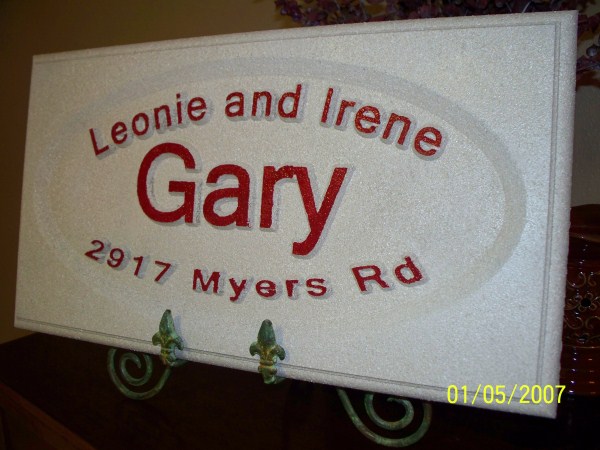 Leonie and Irene
Gary
2917 Myers Rd
01/05/2007